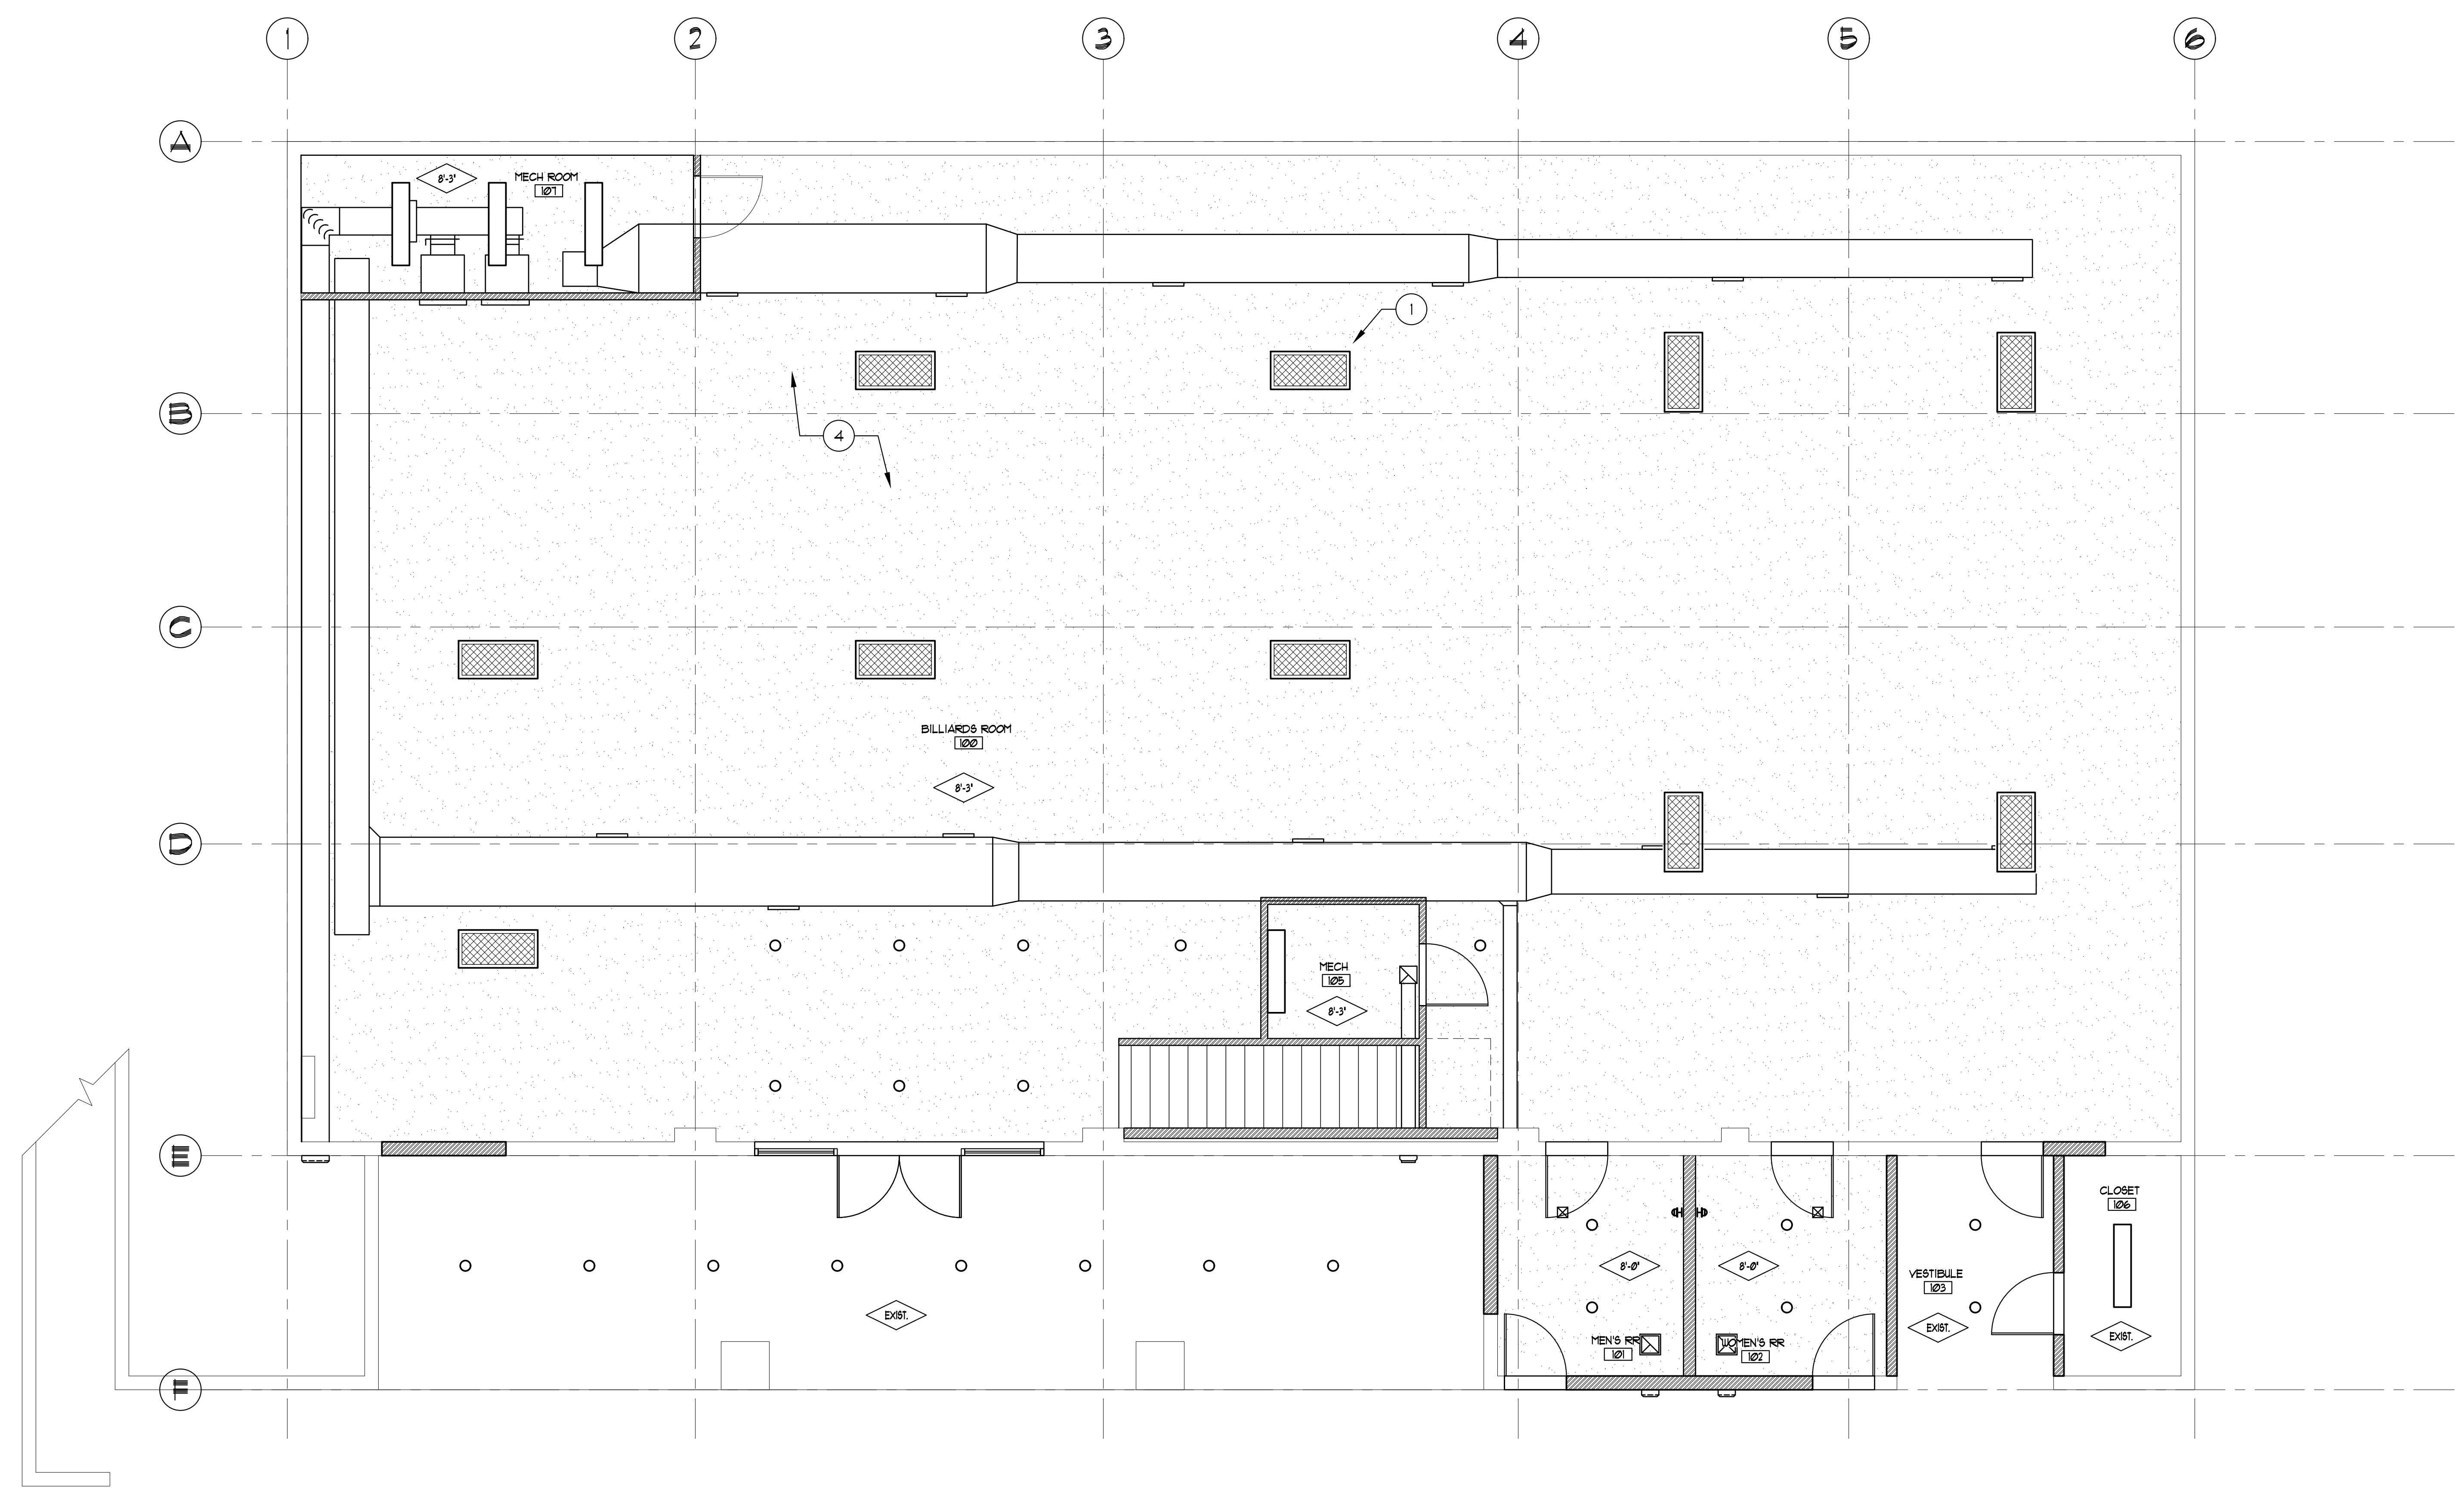 1 2 3 4 5 6
A
8'-3"
MECH ROOM
107
1
B
4
C
BILLIARDS ROOM
100
8'-3"
D
MECH
105
8'-3"
E
CLOSET
106
8'-0"
8'-0"
VESTIBULE
103
EXIST.
EXIST.
EXIST.
MEN'S RR
101
WOMEN'S RR
102
F